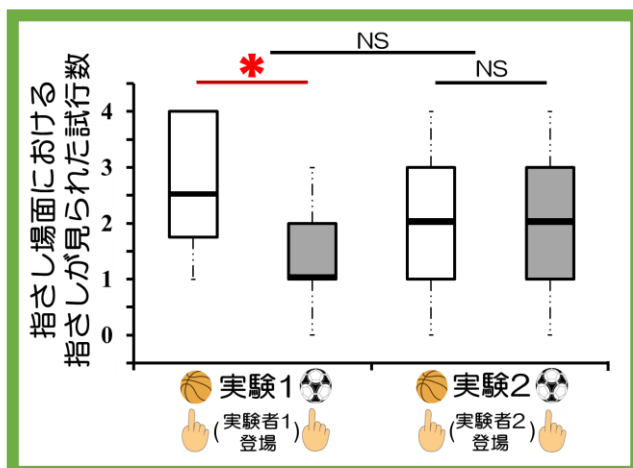 NS
*
NS
指さし場面における
指さしが見られた試行数
4
3
2
1
0
実験1
実験2
(実験者1)
登場
(実験者2)
登場